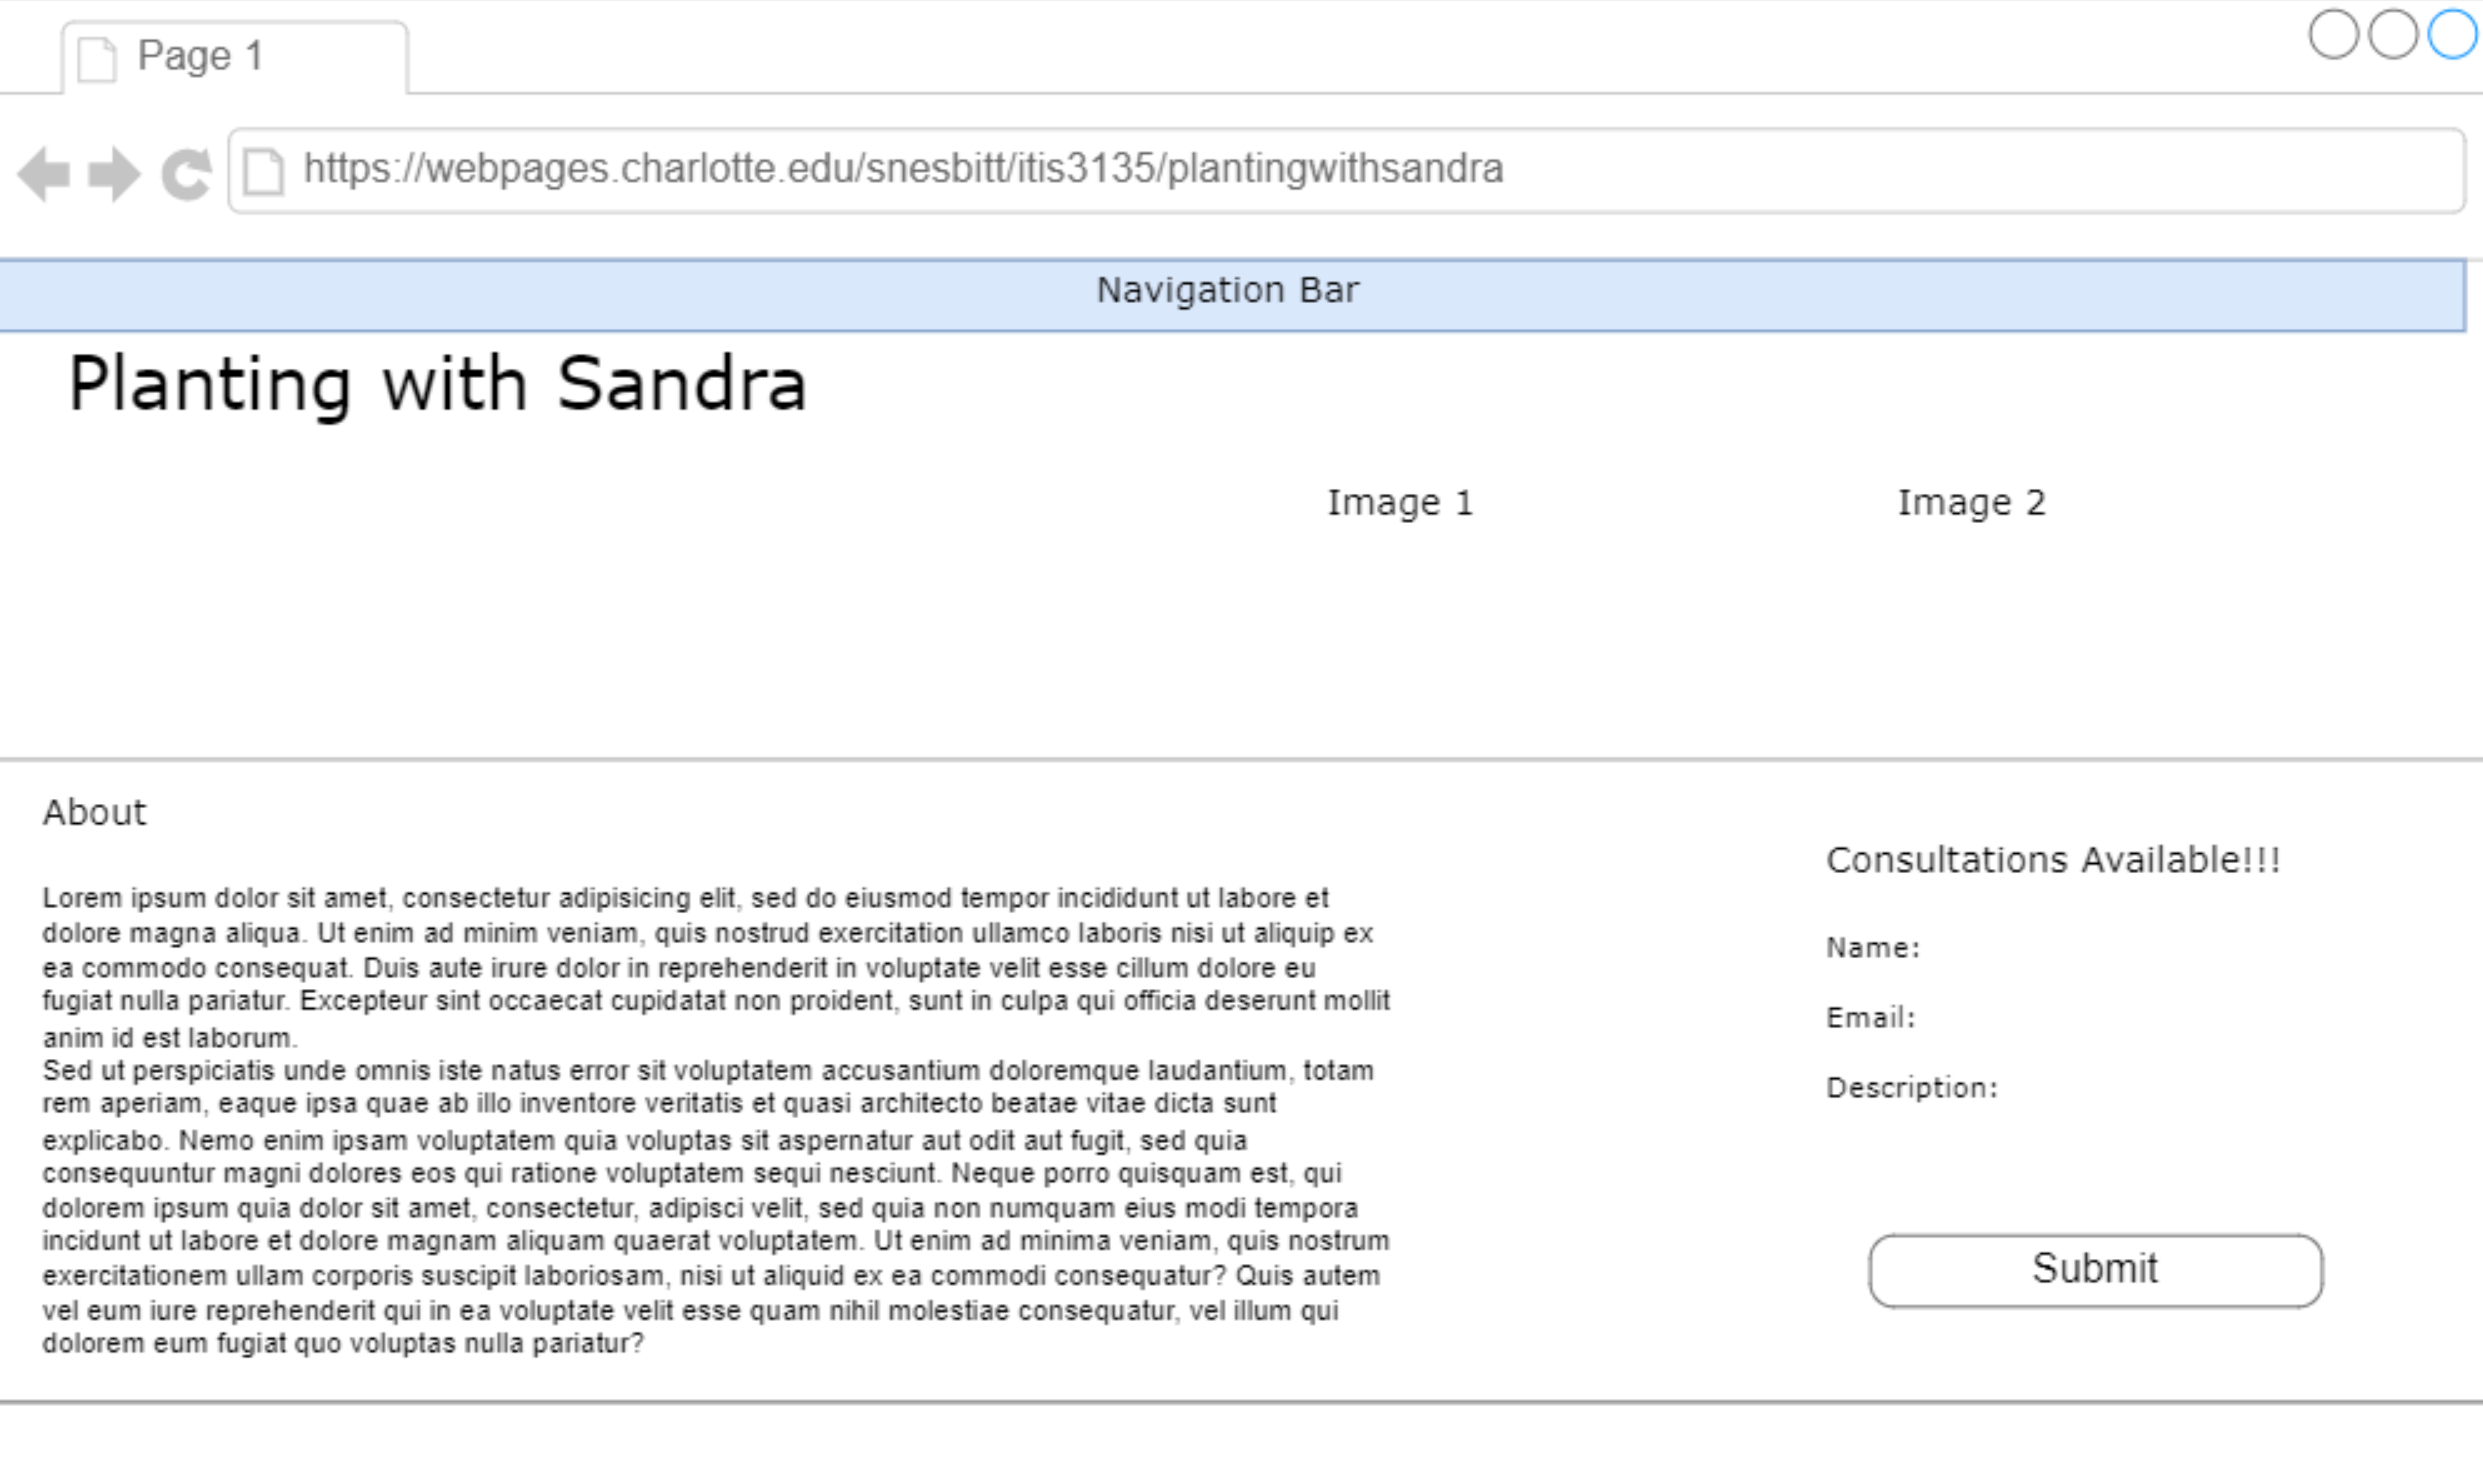 Page 1
https://webpages.charlotte.edu/snesbitt/itis3135/plantingwithsandra
Navigation Bar
Planting with Sandra
Image 1
Image 2
About
Lorem ipsum dolor sit amet, consectetur adipisicing elit, sed do eiusmod tempor incididunt ut labore et
dolore magna aliqua. Ut enim ad minim veniam, quis nostrud exercitation ullamco laboris nisi ut aliquip ex
ea commodo consequat. Duis aute irure dolor in reprehenderit in voluptate velit esse cillum dolore eu
fugiat nulla pariatur. Excepteur sint occaecat cupidatat non proident, sunt in culpa qui officia deserunt mollit
anim id est laborum.
Sed ut perspiciatis unde omnis iste natus error sit voluptatem accusantium doloremque laudantium, totam
rem aperiam, eaque ipsa quae ab illo inventore veritatis et quasi architecto beatae vitae dicta sunt
explicabo. Nemo enim ipsam voluptatem quia voluptas sit aspernatur aut odit aut fugit, sed quia
consequuntur magni dolores eos qui ratione voluptatem sequi nesciunt. Neque porro quisquam est, qui
dolorem ipsum quia dolor sit amet, consectetur, adipisci velit, sed quia non numquam eius modi tempora
incidunt ut labore et dolore magnam aliquam quaerat voluptatem. Ut enim ad minima veniam, quis nostrum
exercitationem ullam corporis suscipit laboriosam, nisi ut aliquid ex ea commodi consequatur? Quis autem
vel eum iure reprehenderit qui in ea voluptate velit esse quam nihil molestiae consequatur, vel illum qui
dolorem eum fugiat quo voluptas nulla pariatur?
Consultations Available!!!
Name:
Email:
Description:
Submit